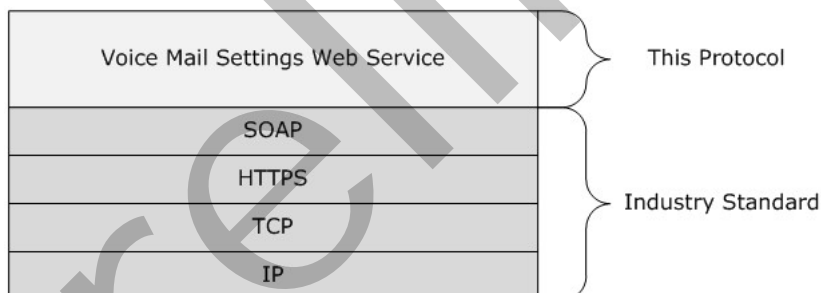 Voice Mail Settings Web Service
This Protocol
SOAP
HTTPS
TCP
IP
Industry Standard